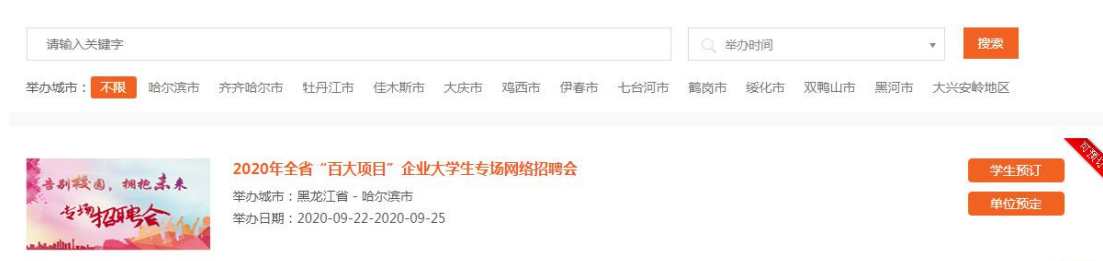 请输入关键字
举办时间
搜索
举办城市： 不限 哈尔滨市 齐齐哈尔市 牡丹江市 佳木斯市 大庆市 鸡西市 伊春市 七台河市 鹤岗市 绥化市 双鸭山市 黑河市 大兴安岭地区
告别校园，拥抱未来
专场招聘会
2020年全省“百大项目”企业大学生专场网络招聘会
举办城市：黑龙江省 - 哈尔滨市
举办日期：2020-09-22-2020-09-25
学生预订
单位预定
可预订